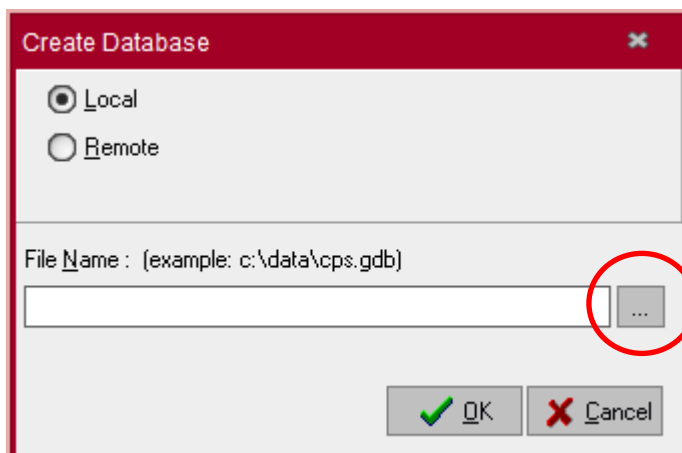 Create Database
Local
Remote
File Name : (example: c:\data\cps.gdb)
...
OK
Cancel